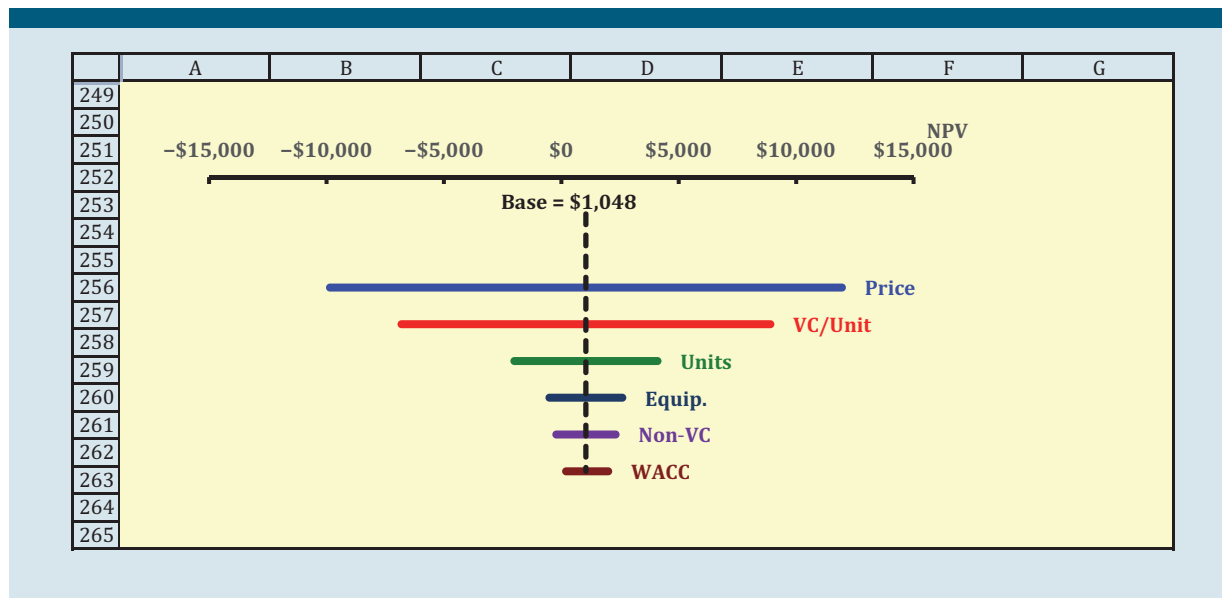 A B C D E F G
249
250
NPV
251 −$15,000 −$10,000 −$5,000 $0 $5,000 $10,000 $15,000
252
253 Base = $1,048
254
255
256 Price
257 VC/Unit
258
259 Units
260 Equip.
261 Non-VC
262
263 WACC
264
265